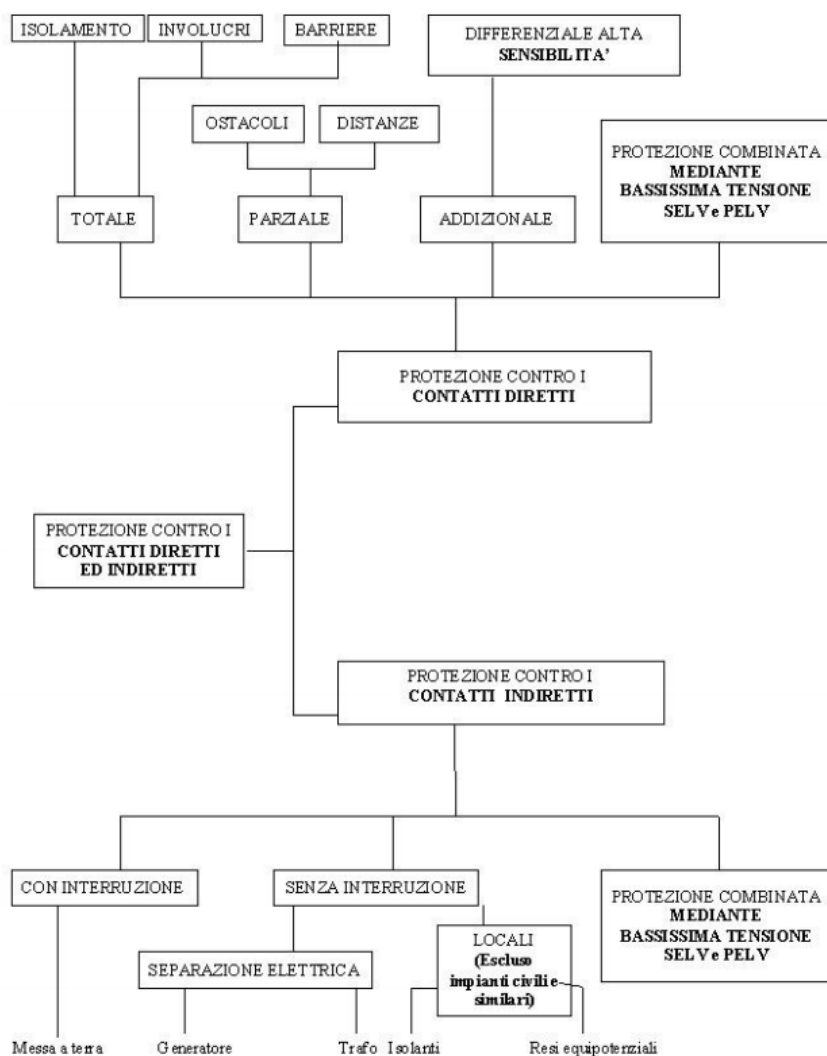 ISOLAMENTO
INVOLUCRI
BARRIERE
DIFFERENZIALE ALTA
SENSIBILITA'
OSTACOLI
DISTANZE
PROTEZIONE COMBINATA
MEDIANTE
BASSISSIMA TENSIONE
SELV e PELV
TOTALE
PARZIALE
ADDIZIONALE
PROTEZIONE CONTRO I
CONTATTI DIRETTI
PROTEZIONE CONTRO I
CONTATTI DIRETTI
ED INDIRETTI
PROTEZIONE CONTRO I
CONTATTI INDIRETTI
CON INTERRUZIONE
SENZA INTERRUZIONE
PROTEZIONE COMBINATA
MEDIANTE
BASSISSIMA TENSIONE
SELV e PELV
LOCALI
(Escluso
impianti civili e
similari)
SEPARAZIONE ELETTRICA
Messa a terra
Generatore
Trafo
Isolanti
Resi equipotenziali